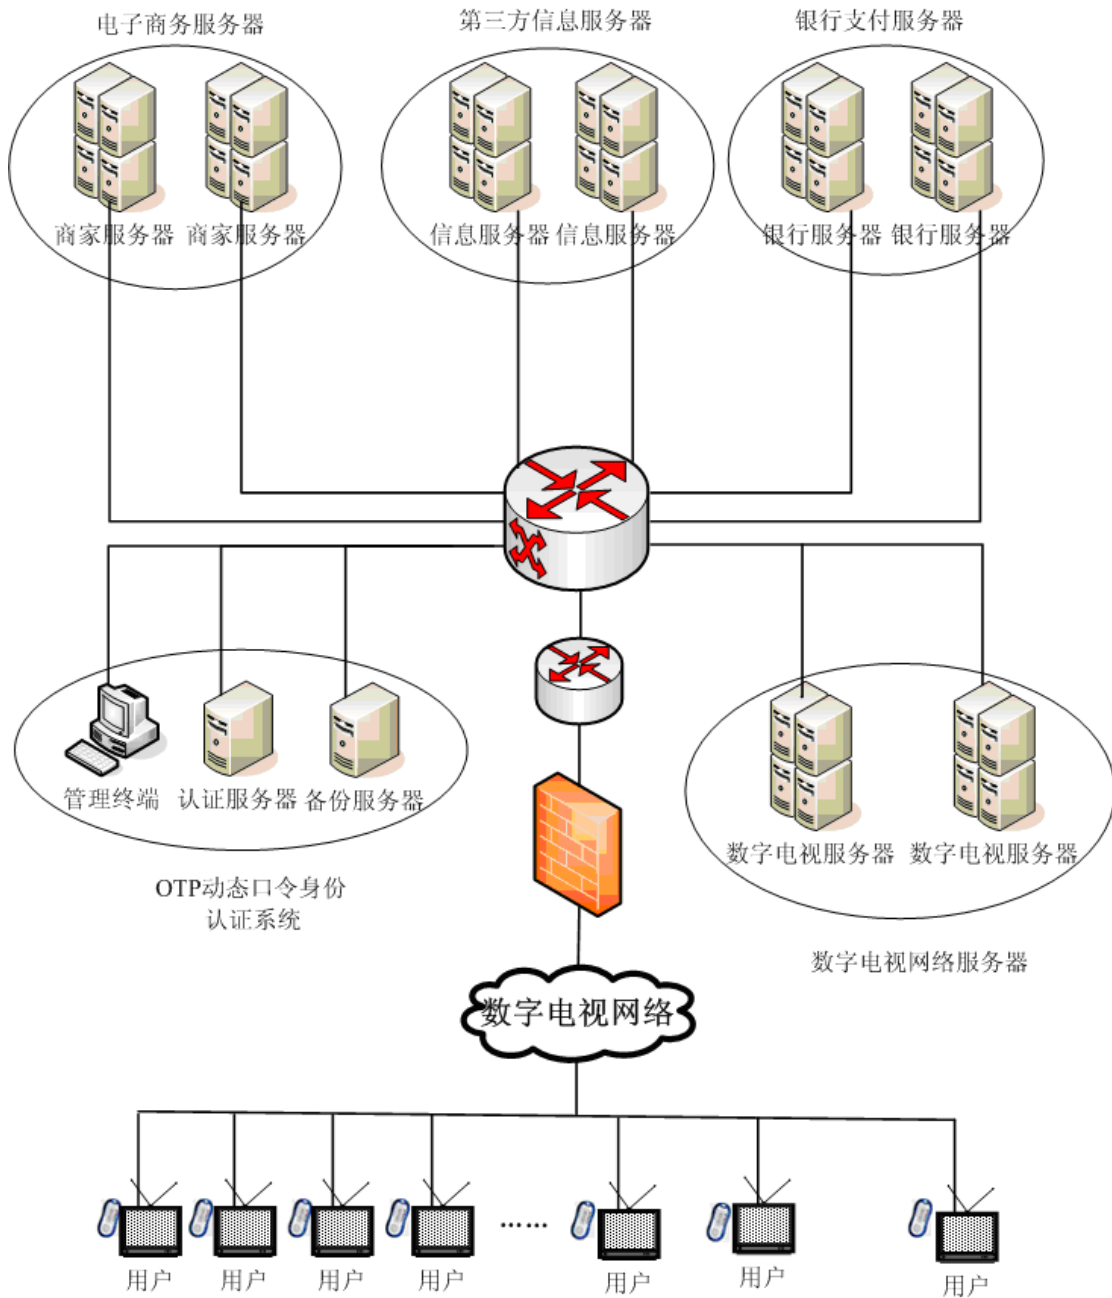 电子商务服务器
第三方信息服务器
银行支付服务器
商家服务器
商家服务器
信息服务器
信息服务器
银行服务器
银行服务器
管理终端
认证服务器
备份服务器
OTP动态口令身份
认证系统
数字电视服务器
数字电视服务器
数字电视网络服务器
数字电视网络
……
用户
用户
用户
用户
用户
用户
用户